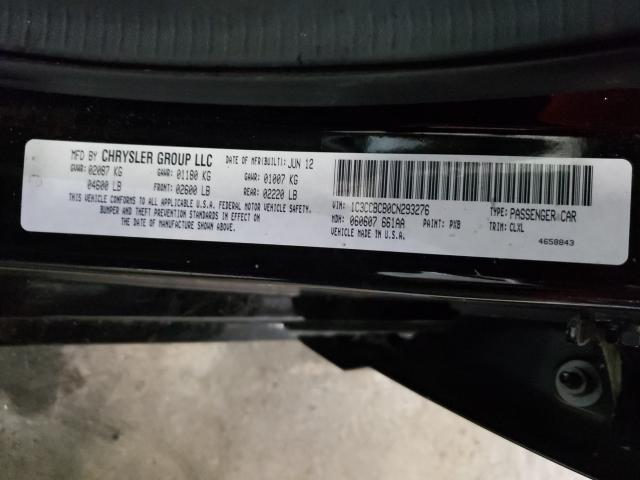 MFD BY CHRYSLER GROUP LLC DATE OF MFR(BUILT): JUN 12
GVWR: 02087 KG GAWR: 01180 KG GAWR: 01007 KG
04600 LB FRONT: 02600 LB REAR: 02220 LB
THIS VEHICLE CONFORMS TO ALL APPLICABLE U.S.A. FEDERAL MOTOR VEHICLE SAFETY,
BUMPER AND THEFT PREVENTION STANDARDS IN EFFECT ON
THE DATE OF MANUFACTURE SHOWN ABOVE.
VIN: 1C3CCBCB0CN293276 TYPE: PASSENGER CAR
MDH: 060607 661AA PAINT: PXB TRIM: CLXL
VEHICLE MADE IN U.S.A. 4658843